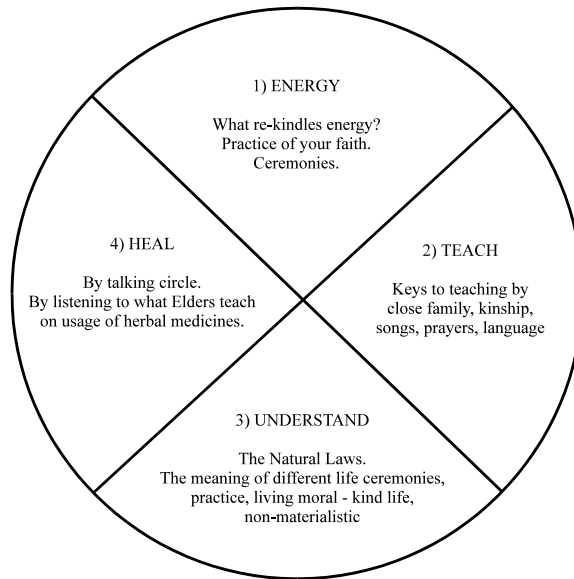 1) ENERGY
What re-kindles energy?
Practice of your faith.
Ceremonies.
2) TEACH
Keys to teaching by
close family, kinship,
songs, prayers, language
3) UNDERSTAND
The Natural Laws.
The meaning of different life ceremonies,
practice, living moral - kind life,
non-materialistic
4) HEAL
By talking circle.
By listening to what Elders teach
on usage of herbal medicines.